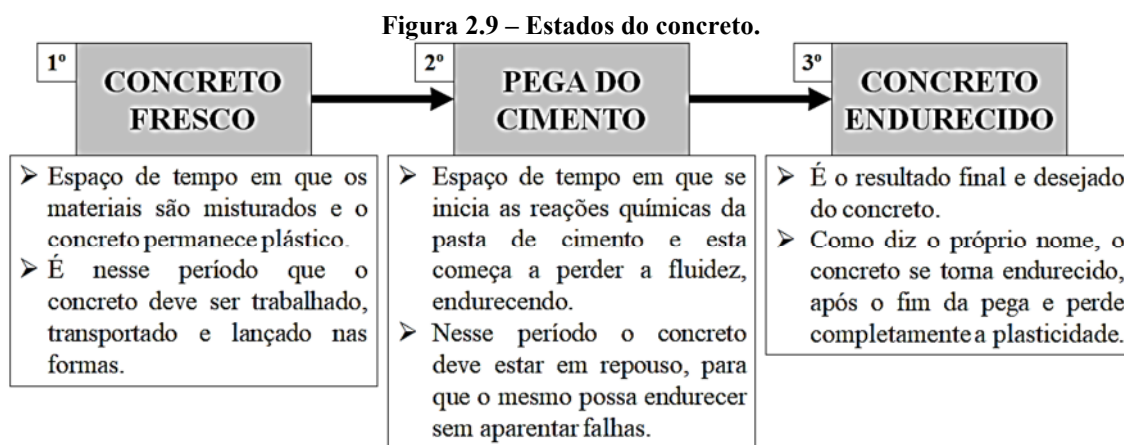 Figura 2.9 – Estados do concreto.
1º
CONCRETO
FRESCO
➢ Espaço de tempo em que os
materiais são misturados e o
concreto permanece plástico.
➢ É nesse período que o
concreto deve ser trabalhado,
transportado e lançado nas
formas.
2º
PEGA DO
CIMENTO
➢ Espaço de tempo em que se
inicia as reações químicas da
pasta de cimento e esta
começa a perder a fluidez,
endurecendo.
➢ Nesse período o concreto
deve estar em repouso, para
que o mesmo possa endurecer
sem aparentar falhas.
3º
CONCRETO
ENDURECIDO
➢ É o resultado final e desejado
do concreto.
➢ Como diz o próprio nome, o
concreto se torna endurecido,
após o fim da pega e perde
completamente a plasticidade.